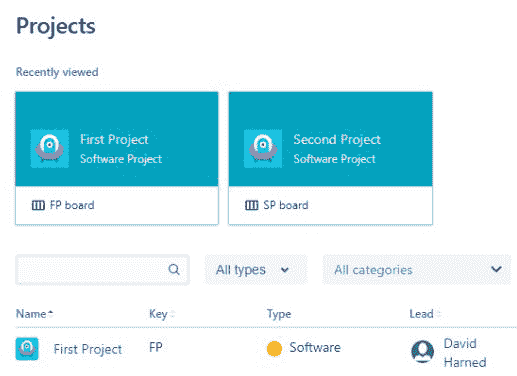 Projects
Recently viewed
First Project
Software Project
FP board
Second Project
Software Project
SP board
All types
All categories
Name Key Type Lead
First Project FP Software David Harned